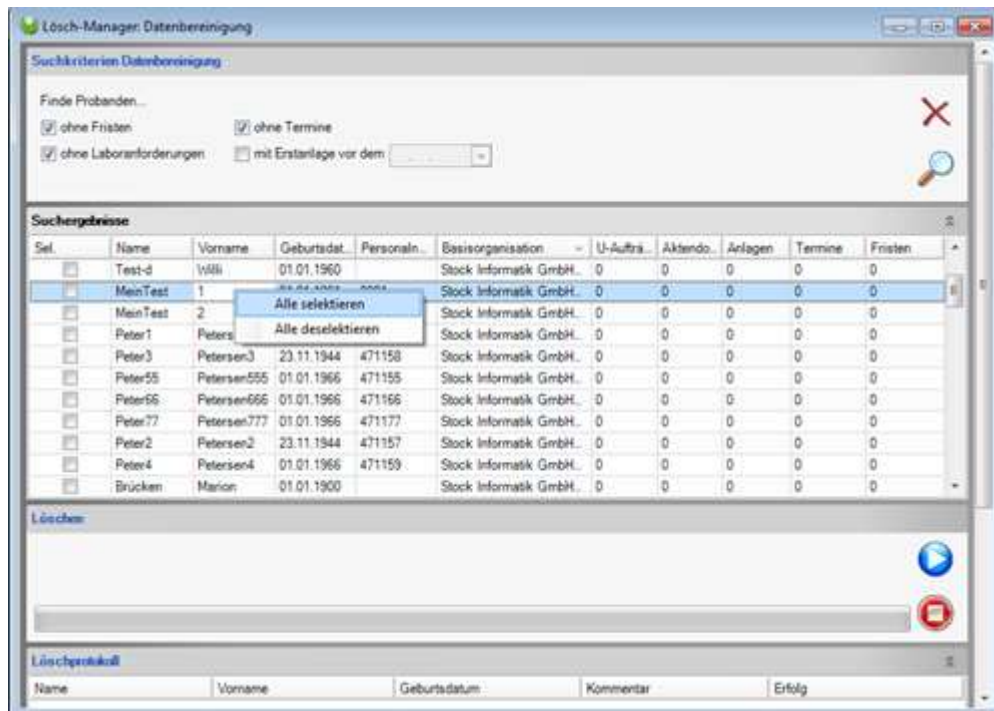 Lösch-Manager: Datenbereinigung
Suchkriterien Datenbereinigung
Finde Probanden...
ohne Fristen ohne Termine
ohne Laboranforderungen mit Erstanlage vor dem
Suchergebnisse
Sel. Name Vorname Geburtsdat... Personaln... Basisorganisation U-Aufträ... Aktendo... Anlagen Termine Fristen
Test-d Willi 01.01.1960 Stock Informatik GmbH... 0 0 0 0 0
MeinTest 1 Stock Informatik GmbH... 0 0 0 0 0
Alle selektieren
MeinTest 2 Stock Informatik GmbH... 0 0 0 0 0
Alle deselektieren
Peter1 Peters Stock Informatik GmbH... 0 0 0 0 0
Peter3 Petersen3 23.11.1944 471158 Stock Informatik GmbH... 0 0 0 0 0
Peter55 Petersen555 01.01.1966 471155 Stock Informatik GmbH... 0 0 0 0 0
Peter66 Petersen666 01.01.1966 471166 Stock Informatik GmbH... 0 0 0 0 0
Peter77 Petersen777 01.01.1966 471177 Stock Informatik GmbH... 0 0 0 0 0
Peter2 Petersen2 23.11.1944 471157 Stock Informatik GmbH... 0 0 0 0 0
Peter4 Petersen4 01.01.1966 471159 Stock Informatik GmbH... 0 0 0 0 0
Brücken Marion 01.01.1900 Stock Informatik GmbH... 0 0 0 0 0
Löschen
Löschprotokoll
Name Vorname Geburtsdatum Kommentar Erfolg